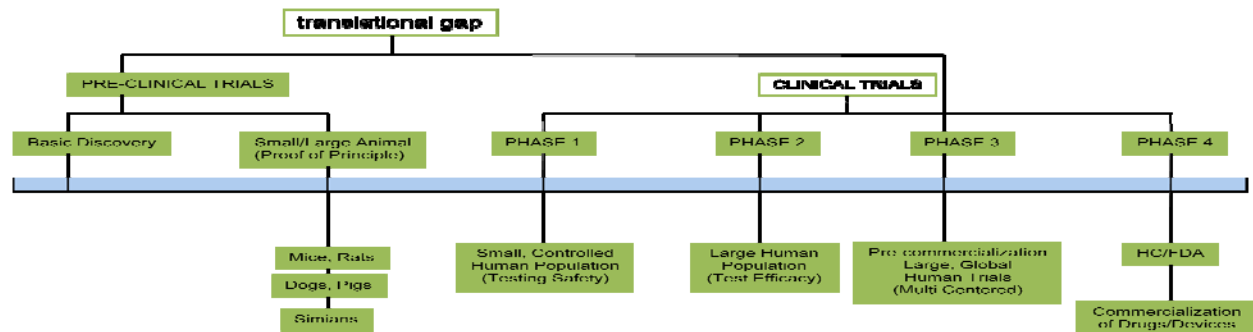 translational gap
PRE-CLINICAL TRIALS
CLINICAL TRIALS
Basic Discovery
Small/Large Animal
(Proof of Principle)
PHASE 1
PHASE 2
PHASE 3
PHASE 4
Mice, Rats
Dogs, Pigs
Simians
Small, Controlled
Human Population
(Testing Safety)
Large Human
Population
(Test Efficacy)
Pre commercialization
Large, Global
Human Trials
(Multi Centered)
HC/FDA
Commercialization
of Drugs/Devices